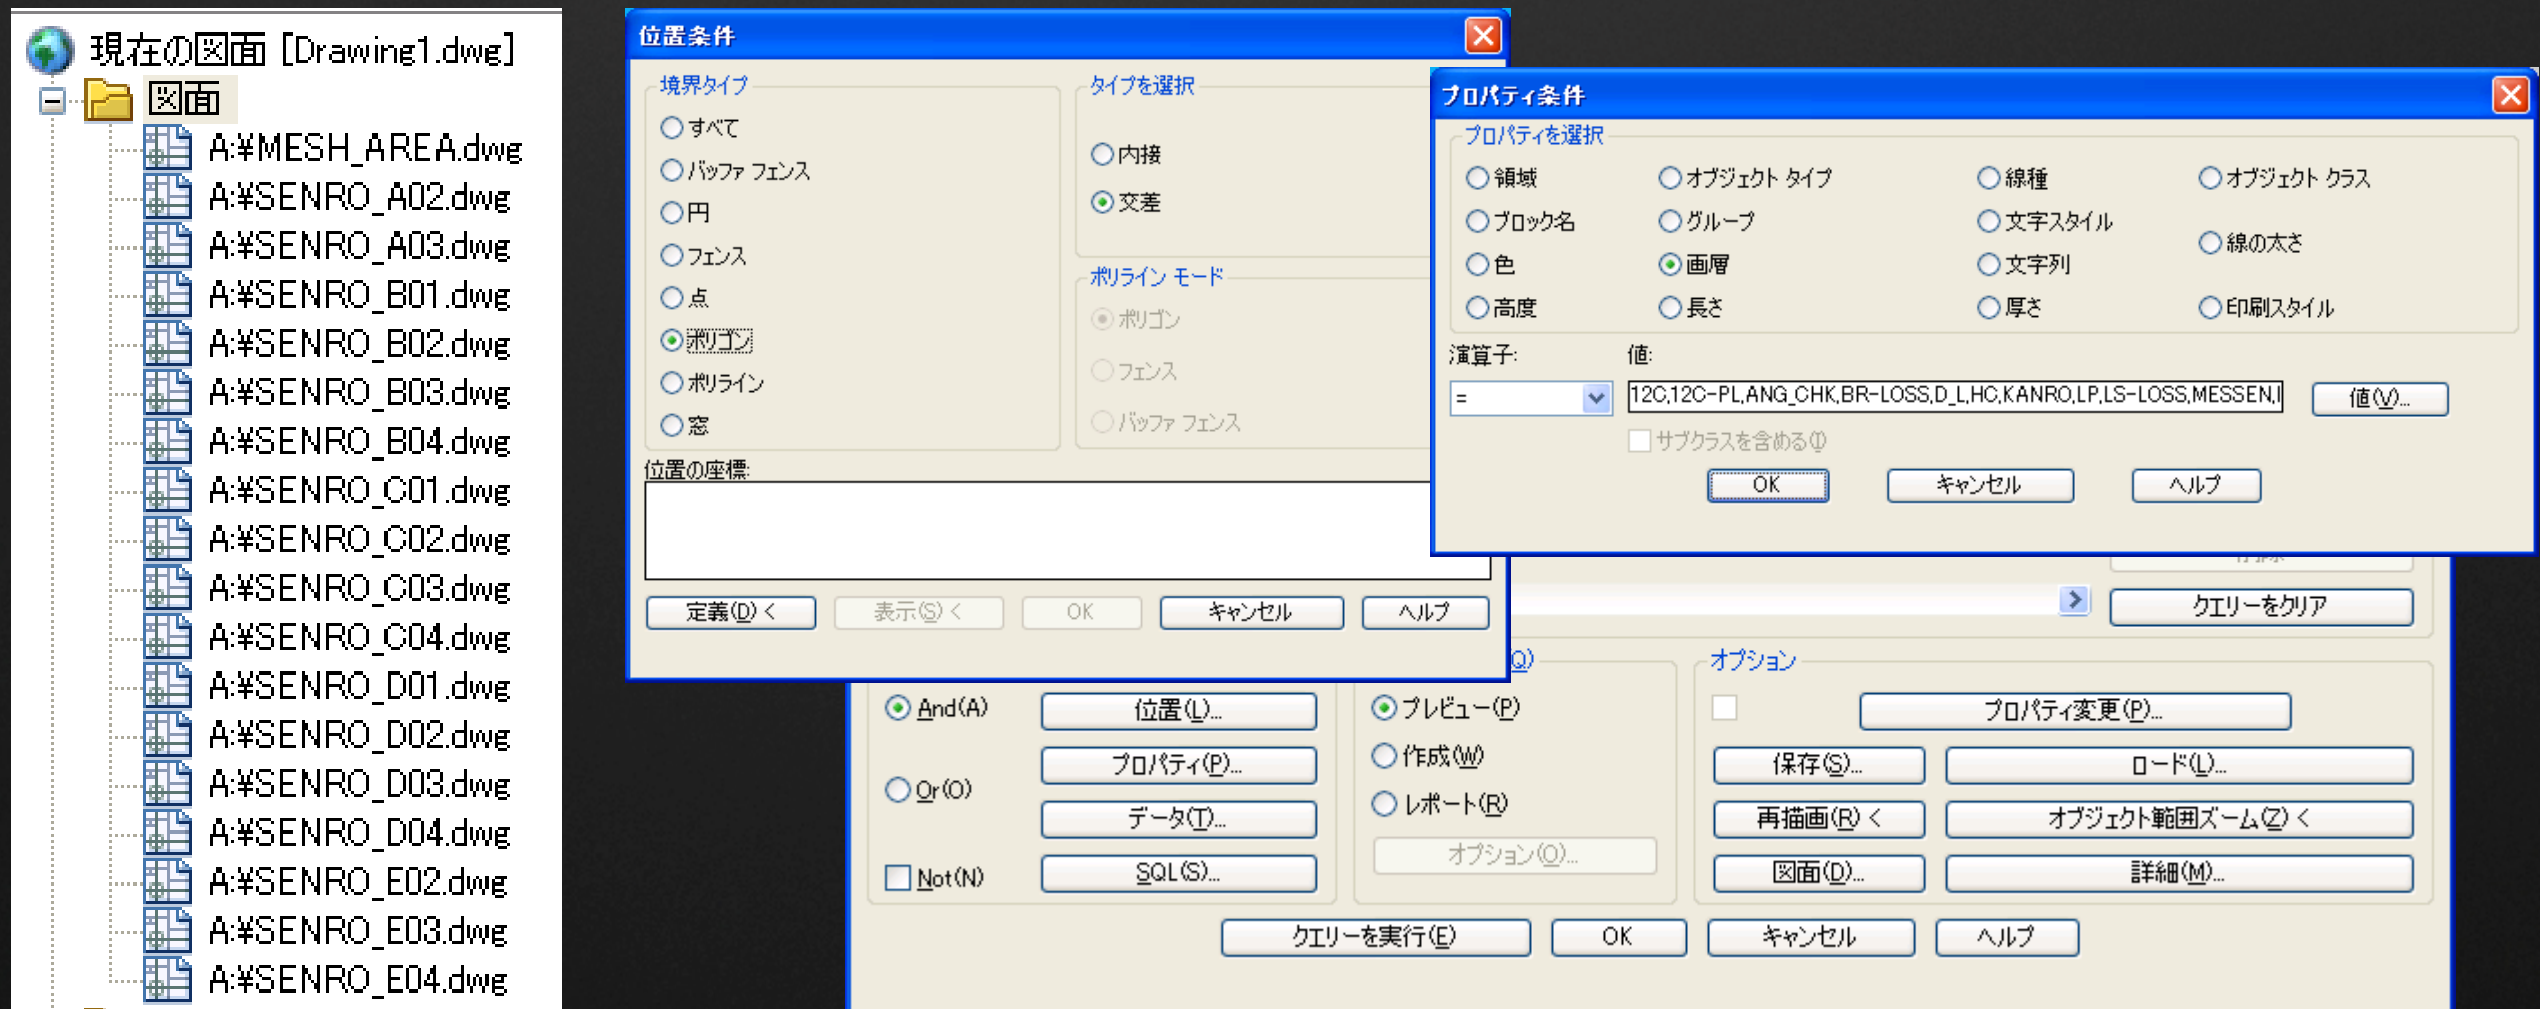 現在の図面 [Drawing1.dwg]
図面
A:¥MESH_AREA.dwg
A:¥SENRO_A02.dwg
A:¥SENRO_A03.dwg
A:¥SENRO_B01.dwg
A:¥SENRO_B02.dwg
A:¥SENRO_B03.dwg
A:¥SENRO_B04.dwg
A:¥SENRO_C01.dwg
A:¥SENRO_C02.dwg
A:¥SENRO_C03.dwg
A:¥SENRO_C04.dwg
A:¥SENRO_D01.dwg
A:¥SENRO_D02.dwg
A:¥SENRO_D03.dwg
A:¥SENRO_D04.dwg
A:¥SENRO_E02.dwg
A:¥SENRO_E03.dwg
A:¥SENRO_E04.dwg
位置条件
境界タイプ
すべて
バッファ フェンス
円
フェンス
点
ポリゴン
ポリライン
窓
タイプを選択
内接
交差
ポリライン モード
ポリゴン
フェンス
バッファ フェンス
位置の座標:
定義(D) < 表示(S) < OK キャンセル ヘルプ
プロパティ条件
プロパティを選択
領域 オブジェクト タイプ 線種 オブジェクト クラス
ブロック名 グループ 文字スタイル 線の太さ
色 画層 文字列
高度 長さ 厚さ 印刷スタイル
演算子: 値:
= 12C,12C-PL,ANG_CHK,BR-LOSS,D_L,HC,KANRO,LP,LS-LOSS,MESSEN, 値(V)...
サブクラスを含める(I)
OK キャンセル ヘルプ
クエリーをクリア
Q)
And(A)
Or(O)
Not(N)
位置(L)...
プロパティ(P)...
データ(T)...
SQL(S)...
プレビュー(P)
作成(W)
レポート(R)
オプション(O)...
オプション
プロパティ変更(P)...
保存(S)... ロード(L)...
再描画(R) < オブジェクト範囲ズーム(Z) <
図面(D)... 詳細(M)...
クエリーを実行(E) OK キャンセル ヘルプ